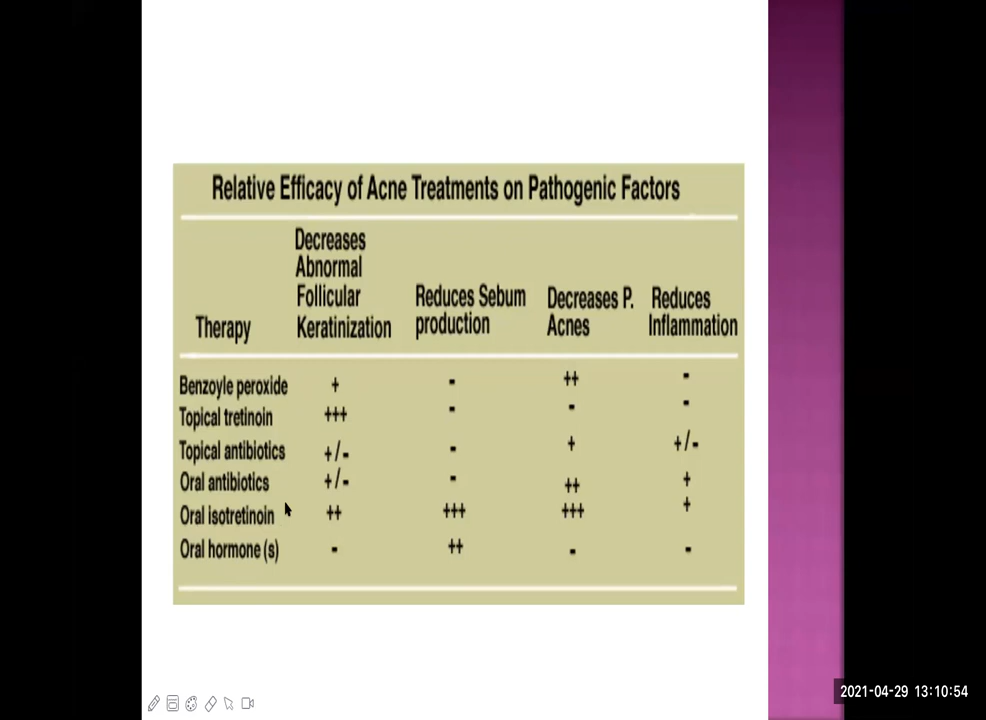 Relative Efficacy of Acne Treatments on Pathogenic Factors
Decreases
Abnormal
Follicular
Keratinization
Reduces Sebum
production
Decreases P.
Acnes
Reduces
Inflammation
Therapy
Benzoyle peroxide + - ++ -
Topical tretinoin +++ - - -
Topical antibiotics +/- - + +/-
Oral antibiotics +/- - ++ +
Oral isotretinoin ++ +++ +++ +
Oral hormone (s) - ++ - -
2021-04-29 13:10:54